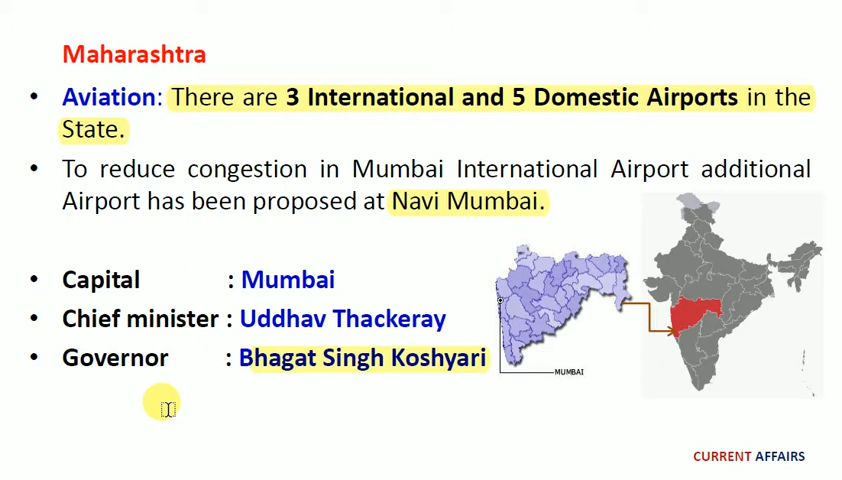 Maharashtra
• Aviation: There are 3 International and 5 Domestic Airports in the
State.
• To reduce congestion in Mumbai International Airport additional
Airport has been proposed at Navi Mumbai.
• Capital : Mumbai
• Chief minister : Uddhav Thackeray
• Governor : Bhagat Singh Koshyari
MUMBAI
CURRENT AFFAIRS